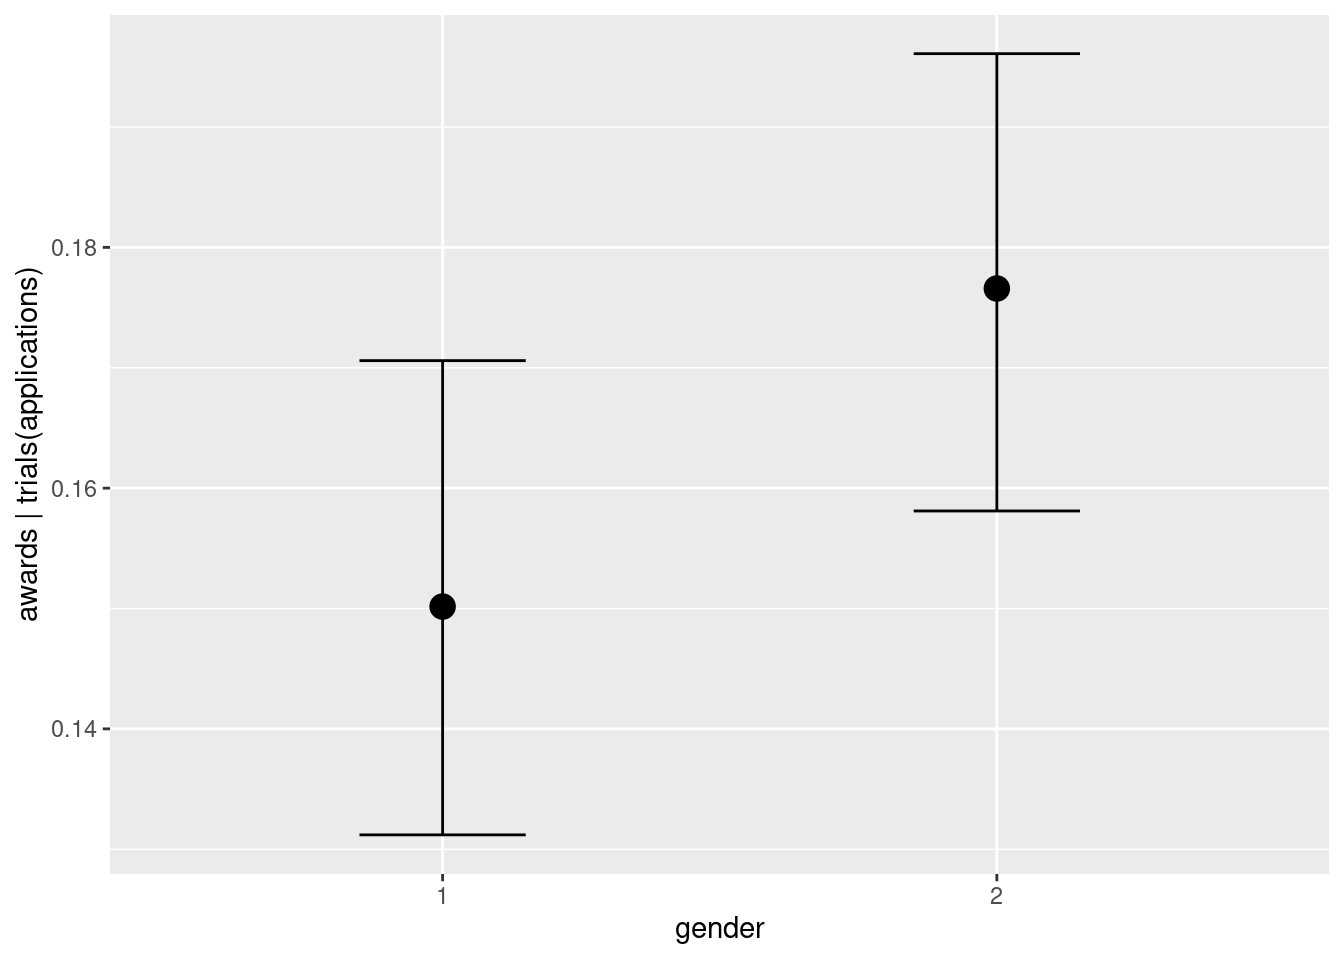 awards | trials(applications)
0.18
0.16
0.14
1
2
gender